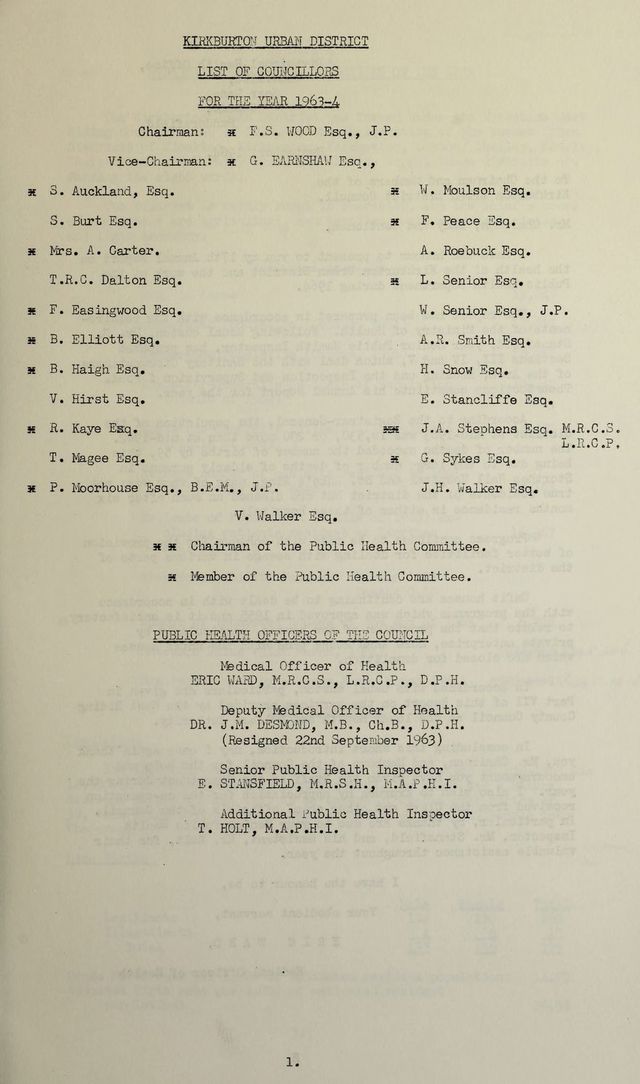 KIRKBURTON URBAN DISTRICT
LIST OF COUNCILLORS
FOR THE YEAR 1963-4
Chairman: * F.S. WOOD Esq., J.P.
Vice-Chairman: * G. EARNSHAW Esq.,
* S. Auckland, Esq. * W. Moulson Esq.
S. Burt Esq. * F. Peace Esq.
* Mrs. A. Carter. A. Roebuck Esq.
T.R.C. Dalton Esq. * L. Senior Esq.
* F. Easingwood Esq. W. Senior Esq., J.P.
* B. Elliott Esq. A.R. Smith Esq.
* B. Haigh Esq. H. Snow Esq.
V. Hirst Esq. E. Stancliffe Esq.
* R. Kaye Esq. ** J.A. Stephens Esq. M.R.C.S.
L.R.C.P.
T. Magee Esq. * G. Sykes Esq.
* P. Moorhouse Esq., B.E.M., J.P. J.H. Walker Esq.
V. Walker Esq.
* * Chairman of the Public Health Committee.
* Member of the Public Health Committee.
PUBLIC HEALTH OFFICERS OF THE COUNCIL
Medical Officer of Health
ERIC WARD, M.R.C.S., L.R.C.P., D.P.H.
Deputy Medical Officer of Health
DR. J.M. DESMOND, M.B., Ch.B., D.P.H.
(Resigned 22nd September 1963)
Senior Public Health Inspector
E. STANSFIELD, M.R.S.H., M.A.P.H.I.
Additional Public Health Inspector
T. HOLT, M.A.P.H.I.
1.